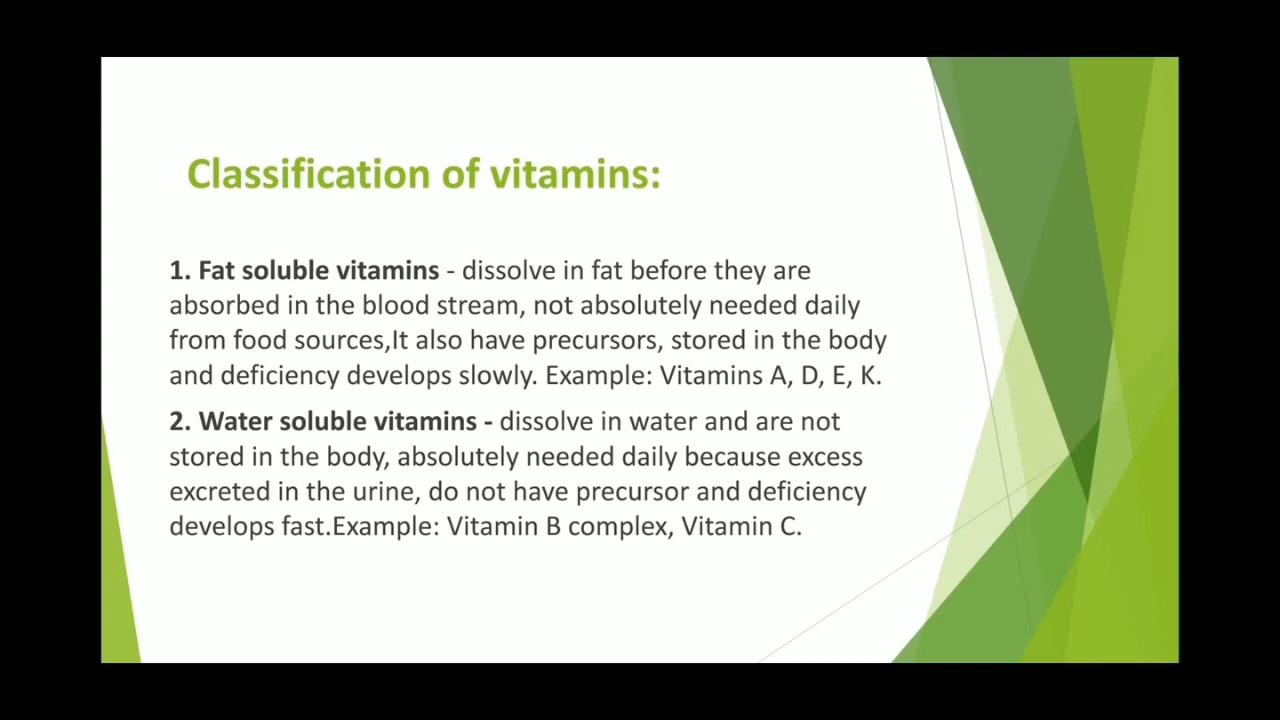 Classification of vitamins:
1. Fat soluble vitamins - dissolve in fat before they are
absorbed in the blood stream, not absolutely needed daily
from food sources,It also have precursors, stored in the body
and deficiency develops slowly. Example: Vitamins A, D, E, K.
2. Water soluble vitamins - dissolve in water and are not
stored in the body, absolutely needed daily because excess
excreted in the urine, do not have precursor and deficiency
develops fast.Example: Vitamin B complex, Vitamin C.